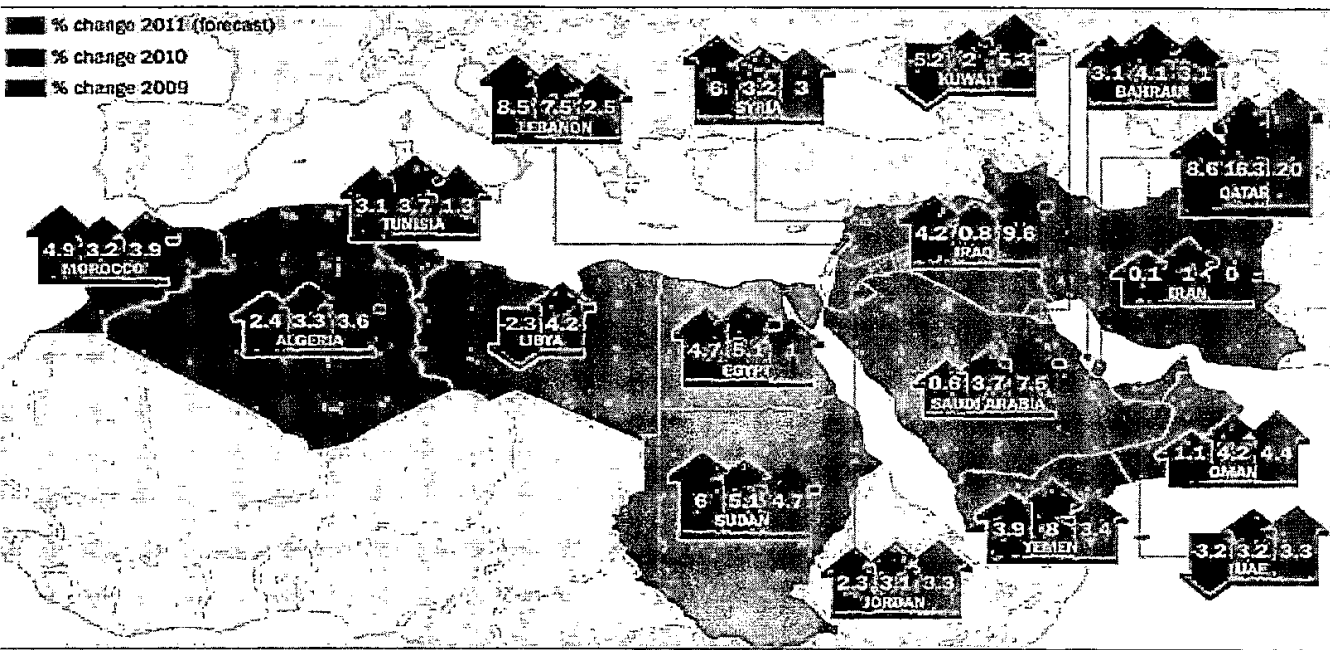 % change 2011 (forecast)
% change 2010
% change 2009
8.5 7.5 2.5
LEBANON
6 3.2 3
SYRIA
-5.2 2 5.3
KUWAIT
3.1 4.1 3.1
BAHRAIN
8.6 16.3 20
QATAR
3.1 3.7 1.3
TUNISIA
4.9 3.2 3.9
MOROCCO
4.2 0.8 9.6
IRAQ
0.1 1 0
IRAN
2.4 3.3 3.6
ALGERIA
-2.3 4.2
LIBYA
4.7 5.1 1
EGYPT
0.6 3.7 7.5
SAUDI ARABIA
1.1 4.2 4.4
OMAN
6 5.1 4.7
SUDAN
3.9 8 3.4
YEMEN
-3.2 3.2 3.3
UAE
2.3 3.1 3.3
JORDAN